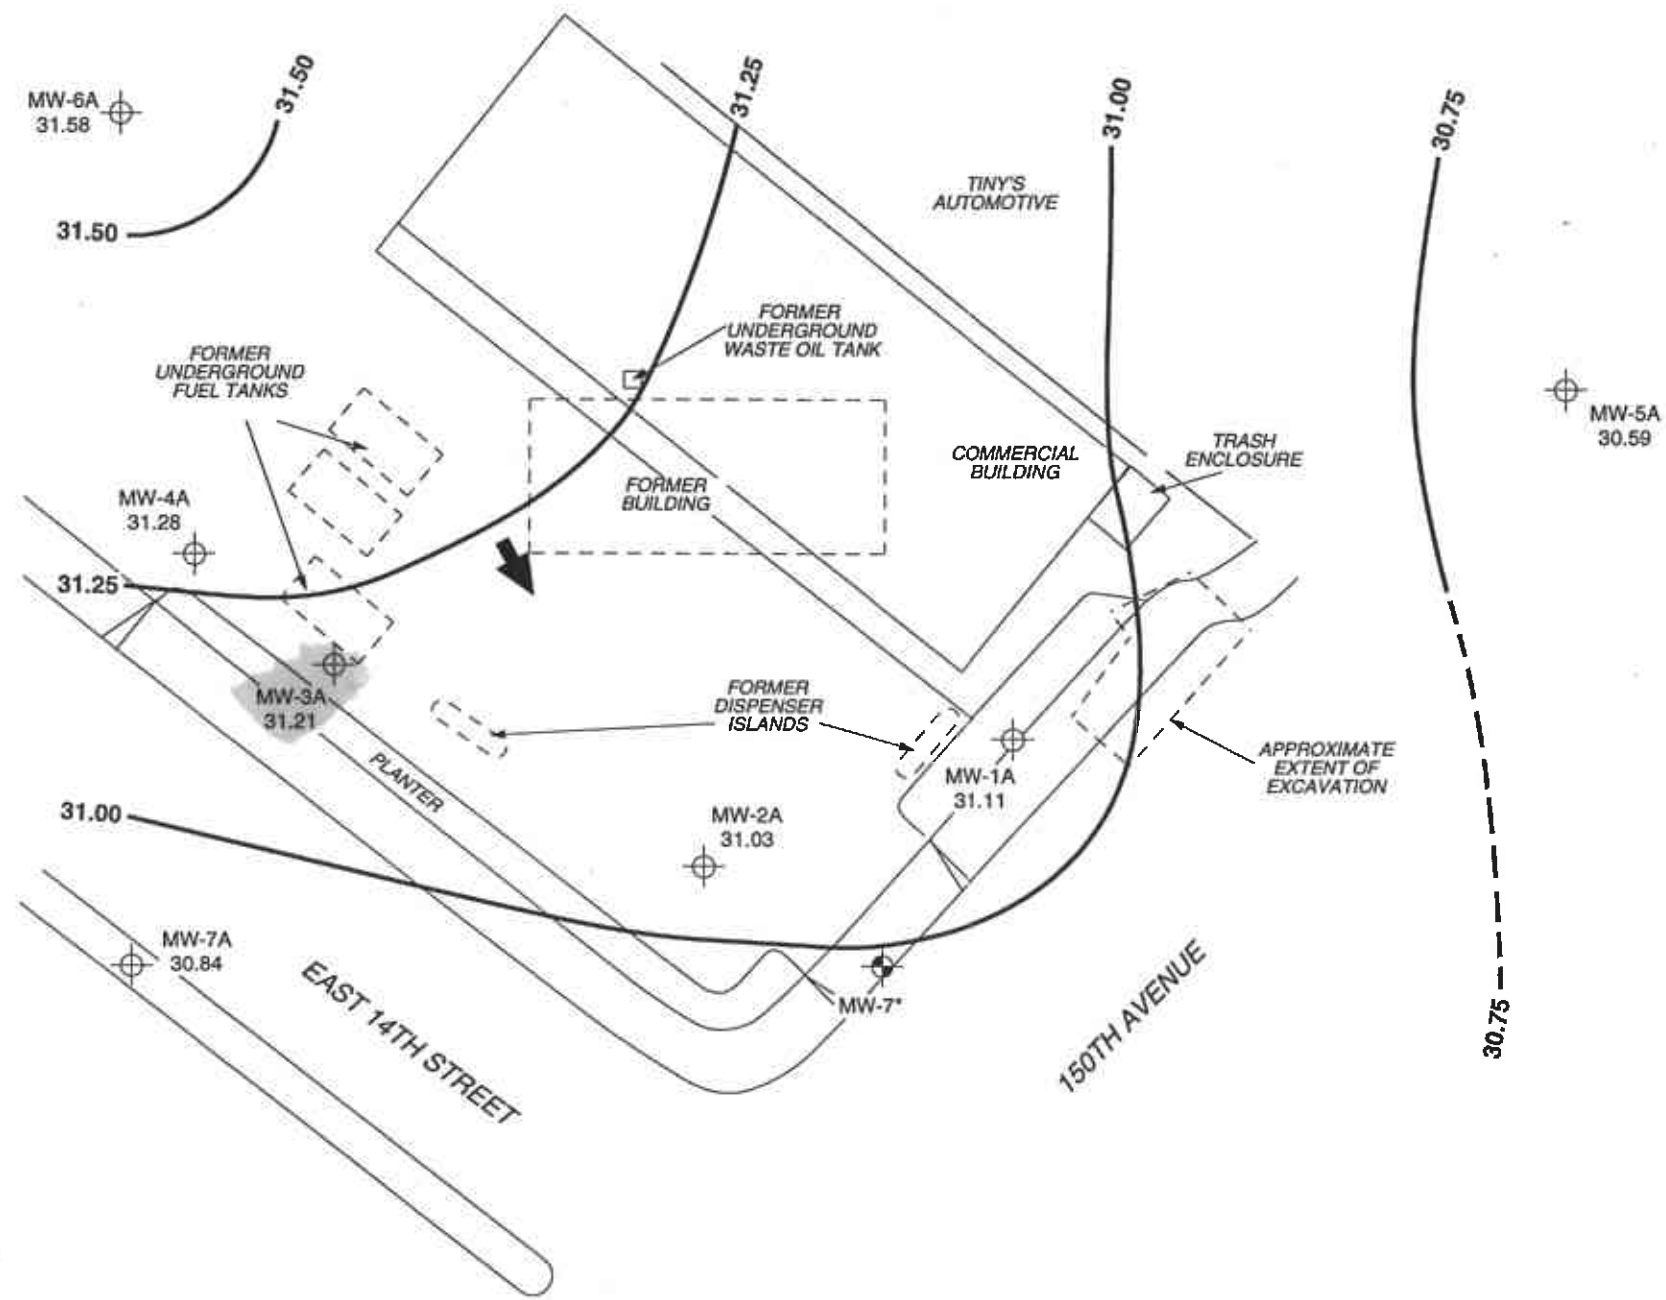 31.50
31.25
31.00
30.75
MW-6A
31.58
31.50
TINY'S
AUTOMOTIVE
FORMER
UNDERGROUND
WASTE OIL TANK
FORMER
UNDERGROUND
FUEL TANKS
MW-5A
30.59
TRASH
ENCLOSURE
COMMERCIAL
BUILDING
FORMER
BUILDING
MW-4A
31.28
31.25
MW-3A
31.21
FORMER
DISPENSER
ISLANDS
PLANTER
MW-1A
31.11
APPROXIMATE
EXTENT OF
EXCAVATION
31.00
MW-2A
31.03
MW-7A
30.84
EAST 14TH STREET
MW-7*
150TH AVENUE
30.75